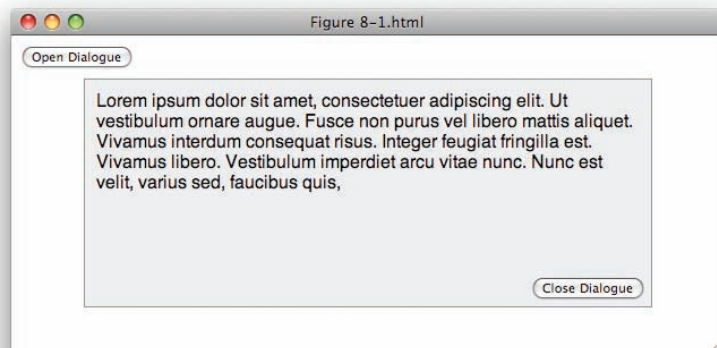 Figure 8-1.html
Open Dialogue
Lorem ipsum dolor sit amet, consectetuer adipiscing elit. Ut
vestibulum ornare augue. Fusce non purus vel libero mattis aliquet.
Vivamus interdum consequat risus. Integer feugiat fringilla est.
Vivamus libero. Vestibulum imperdiet arcu vitae nunc. Nunc est
velit, varius sed, faucibus quis,
Close Dialogue